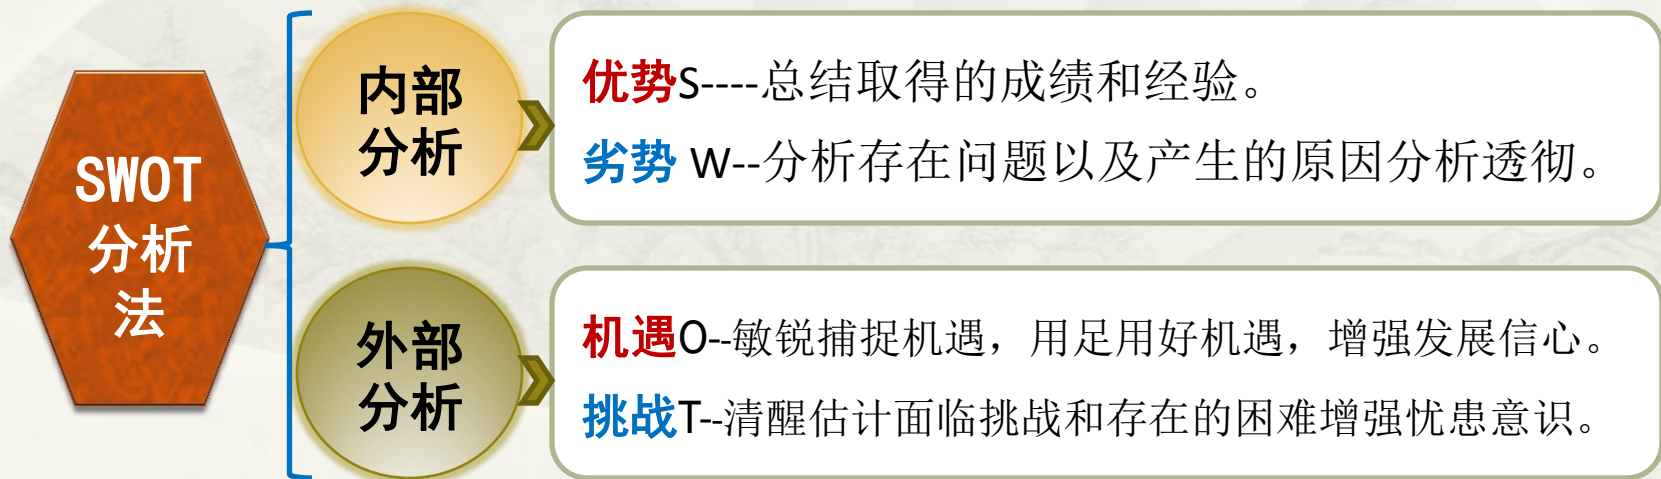 SWOT
分析
法
内部
分析
优势S----总结取得的成绩和经验。
劣势 W--分析存在问题以及产生的原因分析透彻。
外部
分析
机遇O--敏锐捕捉机遇，用足用好机遇，增强发展信心。
挑战T--清醒估计面临挑战和存在的困难增强忧患意识。